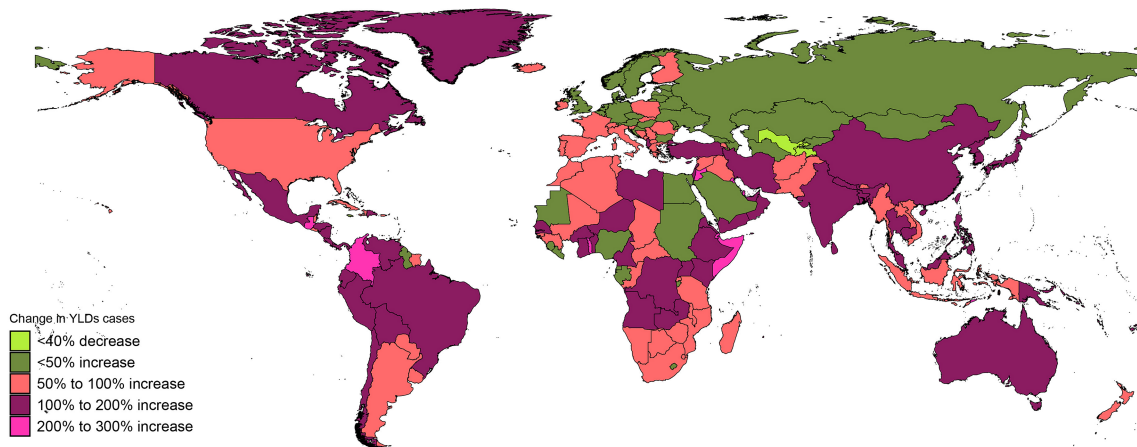 Change in YLDs cases
<40% decrease
<50% increase
50% to 100% increase
100% to 200% increase
200% to 300% increase